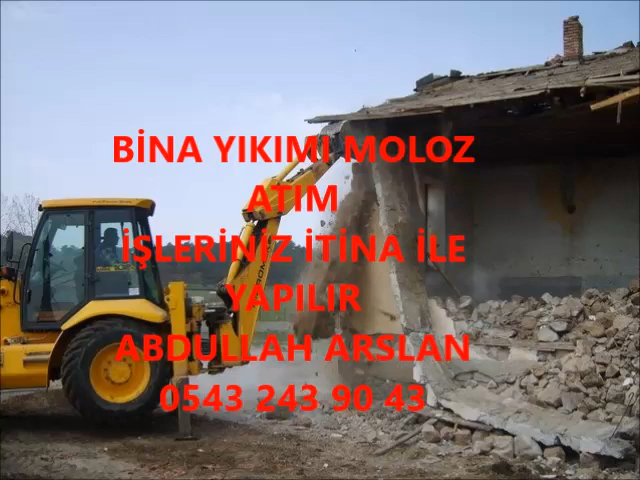 BİNA YIKIMI MOLOZ
ATIM
İŞLERİNİZ İTİNA İLE
YAPILIR
ABDULLAH ARSLAN
0543 243 90 43